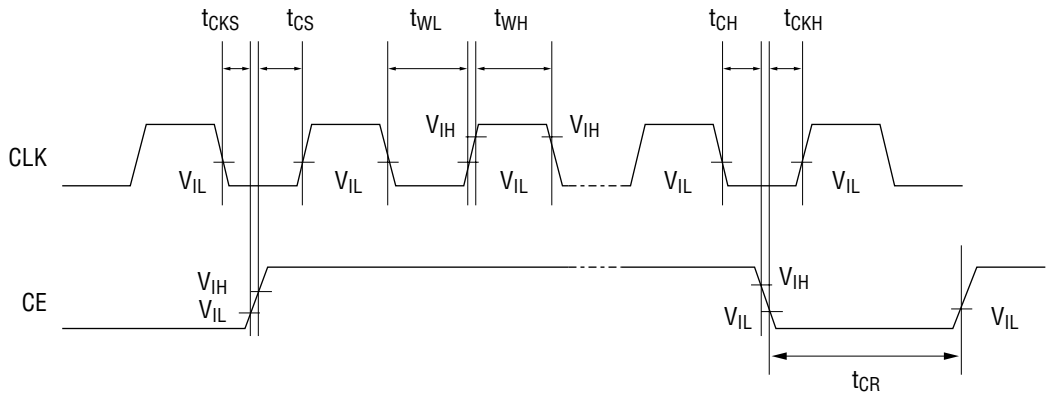 tCKS tCS tWL tWH tCH tCKH
VIH VIH
CLK
VIL VIL VIL VIL VIL
VIH VIH
CE VIL VIL VIL
tCR